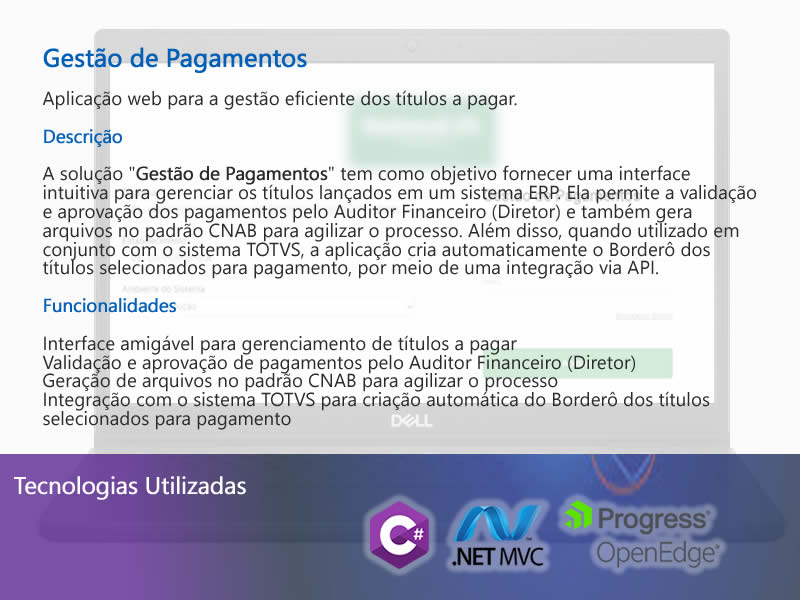 Gestão de Pagamentos
Aplicação web para a gestão eficiente dos títulos a pagar.
Descrição
A solução "Gestão de Pagamentos" tem como objetivo fornecer uma interface
intuitiva para gerenciar os títulos lançados em um sistema ERP. Ela permite a validação
e aprovação dos pagamentos pelo Auditor Financeiro (Diretor) e também gera
arquivos no padrão CNAB para agilizar o processo. Além disso, quando utilizado em
conjunto com o sistema TOTVS, a aplicação cria automaticamente o Borderô dos
títulos selecionados para pagamento, por meio de uma integração via API.
Ambiente do Sistema
Funcionalidades
Interface amigável para gerenciamento de títulos a pagar
Validação e aprovação de pagamentos pelo Auditor Financeiro (Diretor)
Geração de arquivos no padrão CNAB para agilizar o processo
Integração com o sistema TOTVS para criação automática do Borderô dos títulos
selecionados para pagamento
DELL
Tecnologias Utilizadas
C#
.NET MVC
Progress
OpenEdge